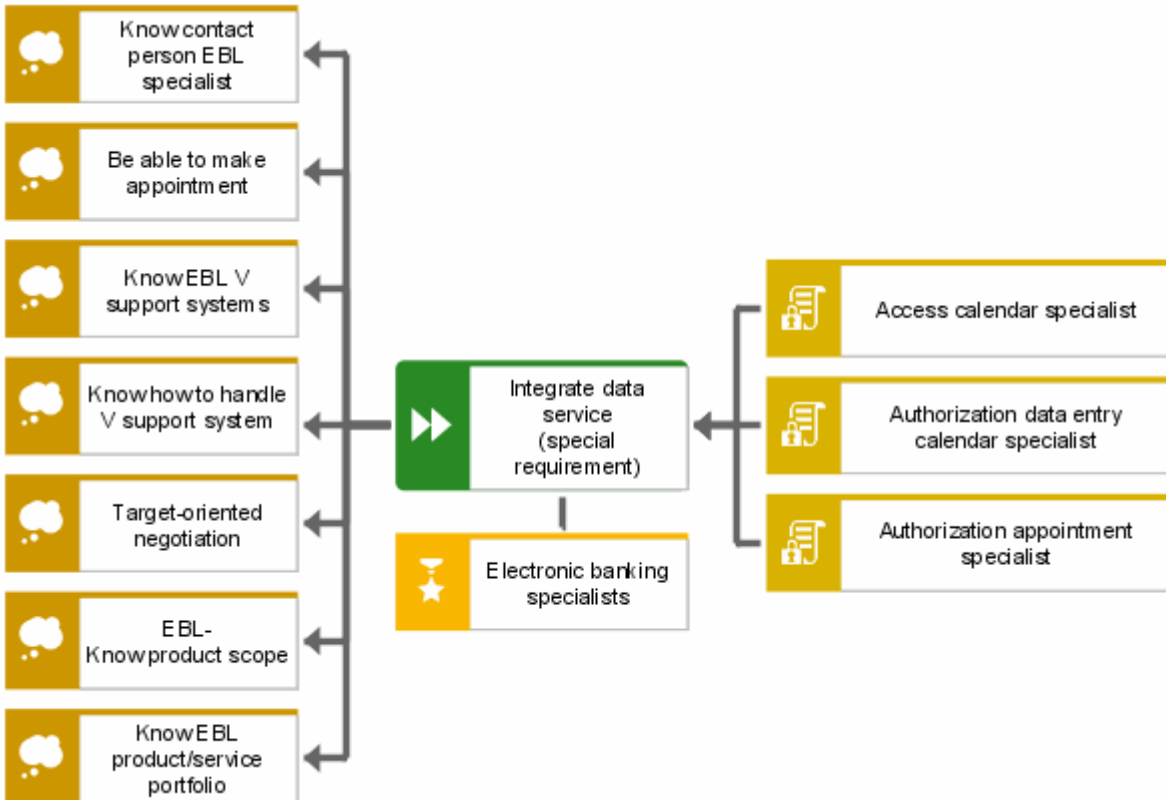 Know contact
person EBL
specialist
Be able to make
appointment
Know EBL V
support systems
Know how to handle
V support system
Target-oriented
negotiation
EBL-
Know product scope
Know EBL
product/service
portfolio
Integrate data
service
(special
requirement)
Electronic banking
specialists
Access calendar specialist
Authorization data entry
calendar specialist
Authorization appointment
specialist